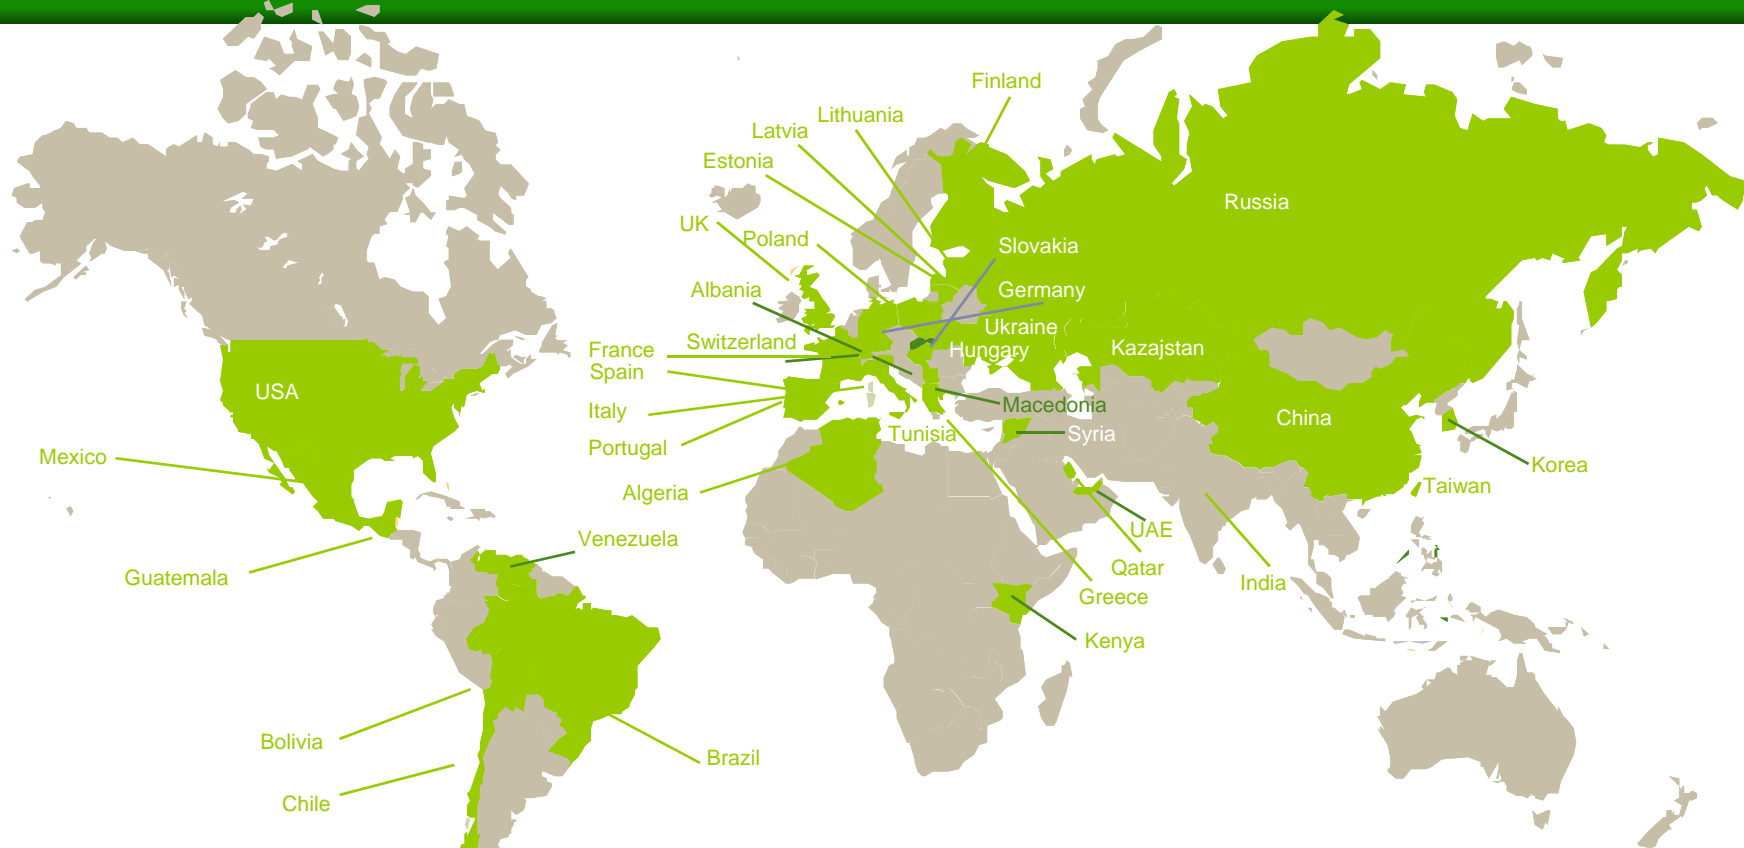 Finland
Lithuania
Latvia
Estonia
Russia
UK
Poland
Slovakia
Albania
Germany
Ukraine
Switzerland
France
Hungary
Kazajstan
Spain
USA
Macedonia
Italy
China
Tunisia
Syria
Portugal
Mexico
Korea
Algeria
Taiwan
UAE
Venezuela
Qatar
Guatemala
India
Greece
Kenya
Bolivia
Brazil
Chile